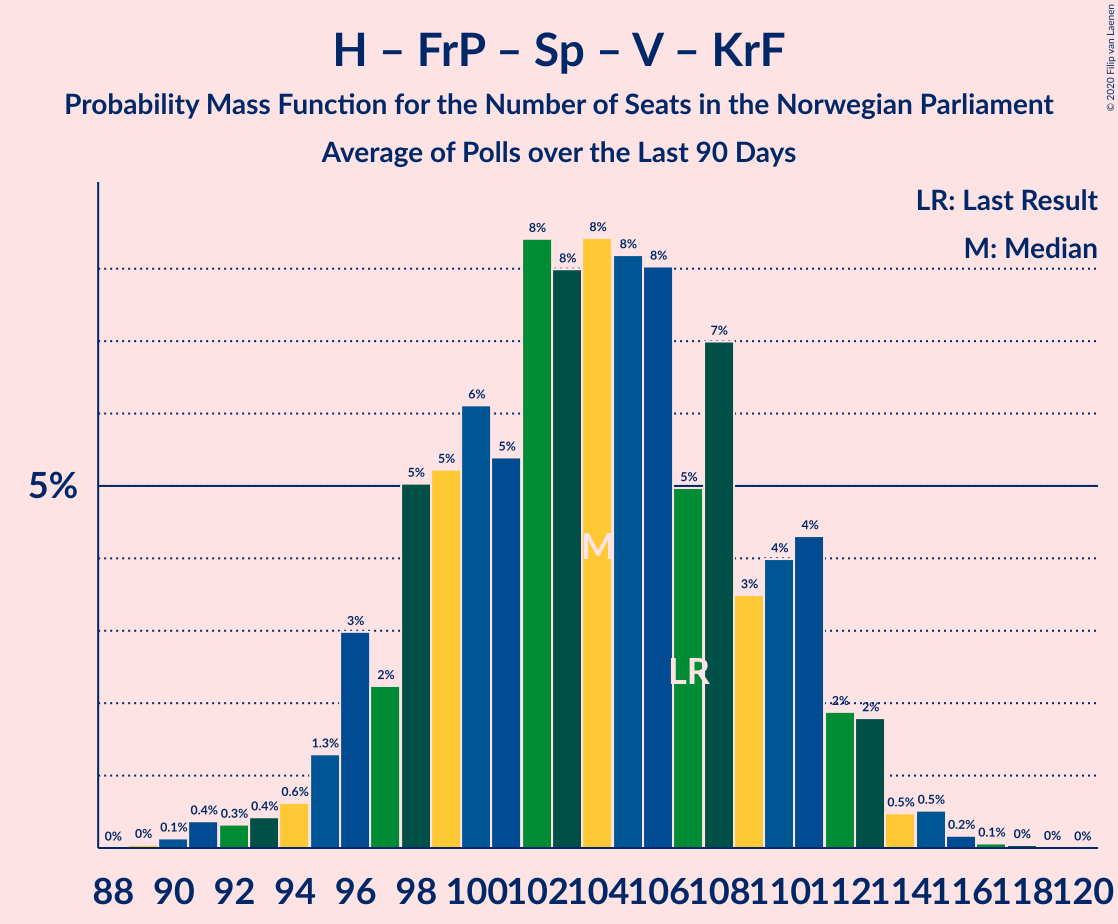 H – FrP – Sp – V – KrF
Probability Mass Function for the Number of Seats in the Norwegian Parliament
Average of Polls over the Last 90 Days
© 2020 Filip van Laenen
LR: Last Result
M: Median
5%
0% 0% 0.1% 0.4% 0.3% 0.4% 0.6% 1.3% 3% 2% 5% 5% 6% 5% 8% 8% 8% 8% 8% 5% 7% 3% 4% 4% 2% 2% 0.5% 0.5% 0.2% 0.1% 0% 0% 0%
M
LR
88 90 92 94 96 98 100 102 104 106 108 110 112 114 116 118 120